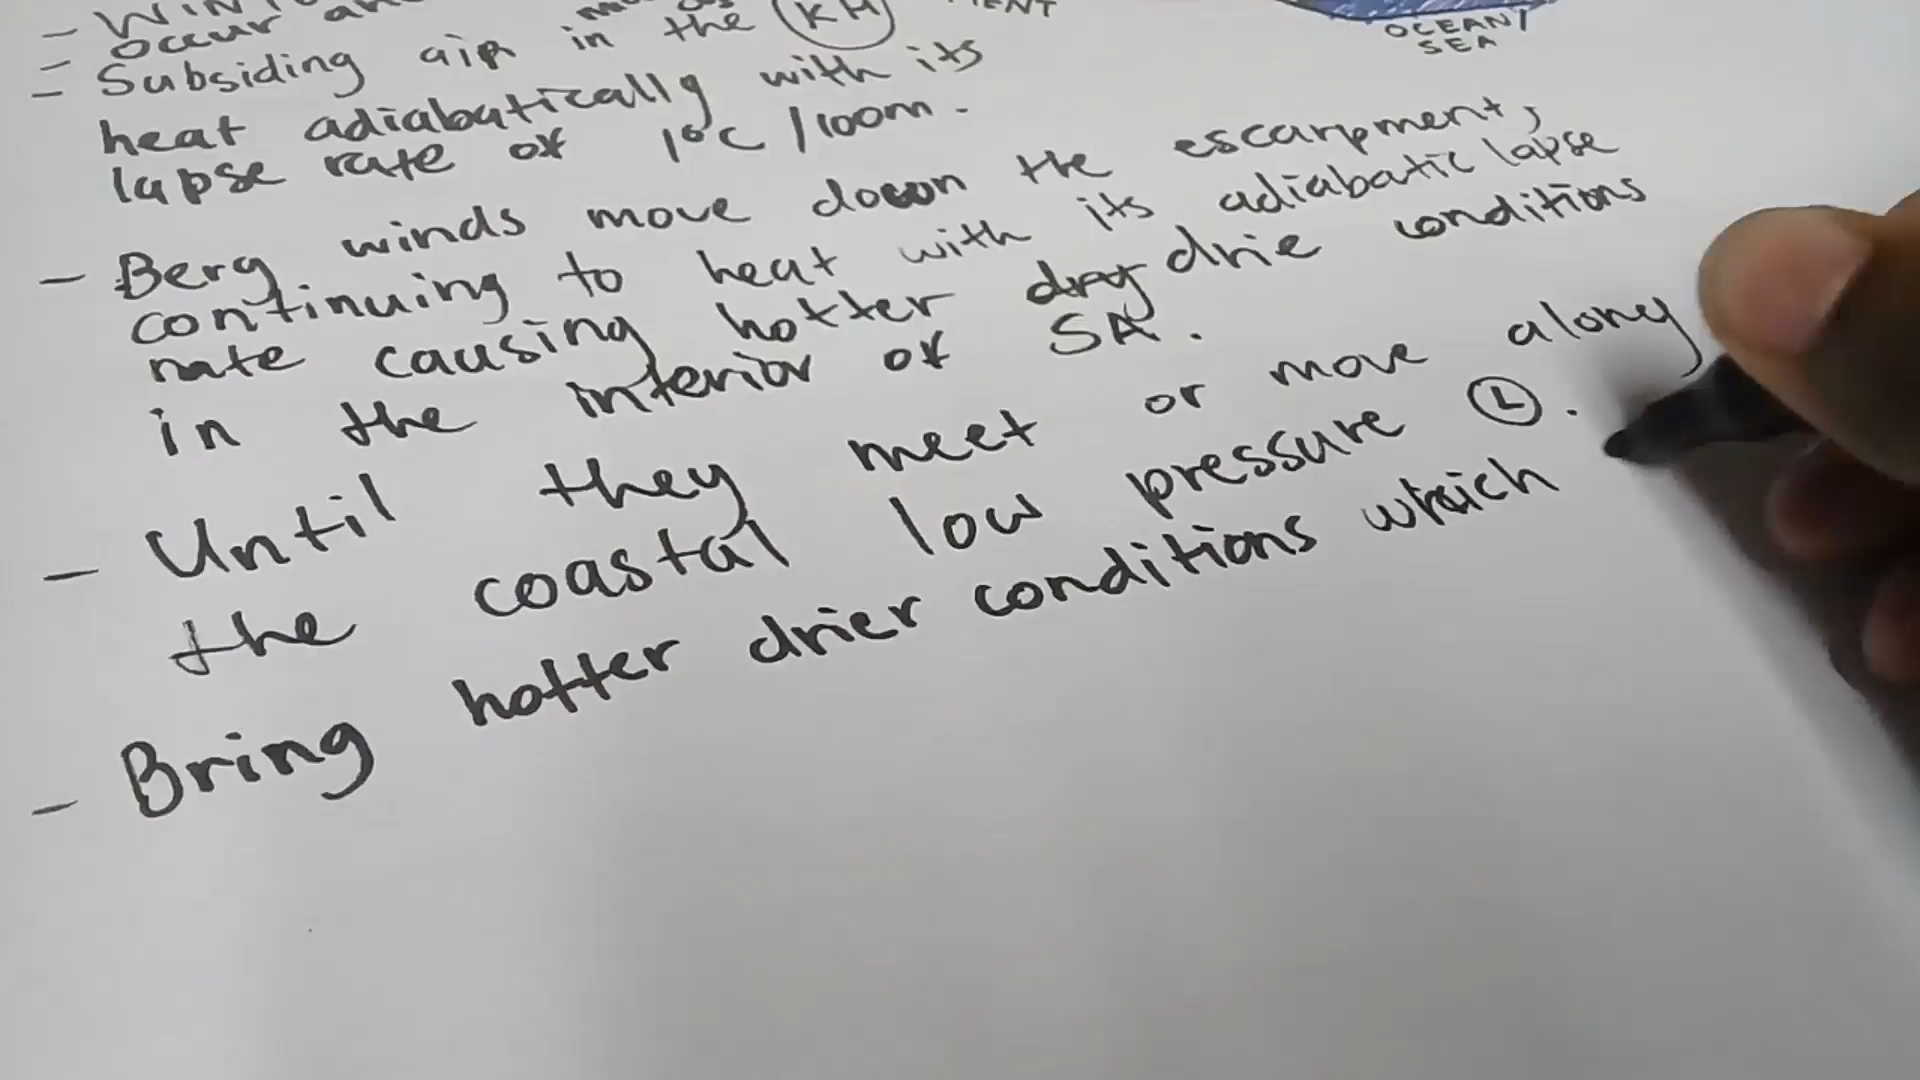 - occur
- Subsiding air in the KH
heat adiabatically with its
lapse rate of 1°C /100m.
- Berg winds move down the escarpment,
continuing to heat with its adiabatic lapse
rate causing hotter dry drie conditions
in the interior of SA.
- Until they meet or move along
the coastal low pressure L.
- Bring hotter drier conditions which
OCEAN/
SEA